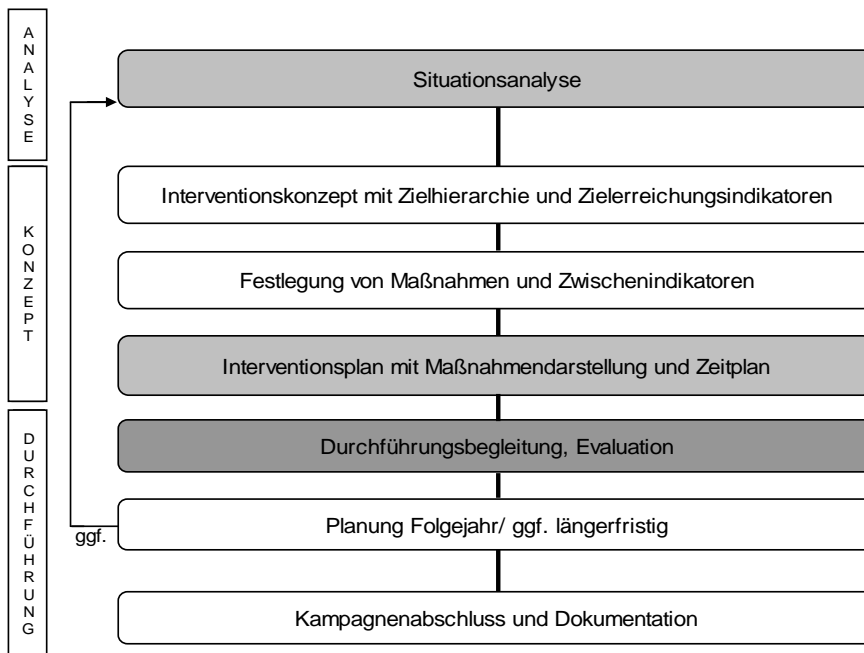 ANALYSE
Situationsanalyse
KONZEPT
Interventionskonzept mit Zielhierarchie und Zielerreichungsindikatoren
Festlegung von Maßnahmen und Zwischenindikatoren
Interventionsplan mit Maßnahmendarstellung und Zeitplan
DURCHFÜHRUNG
Durchführungsbegleitung, Evaluation
Planung Folgejahr/ ggf. längerfristig
ggf.
Kampagnenabschluss und Dokumentation